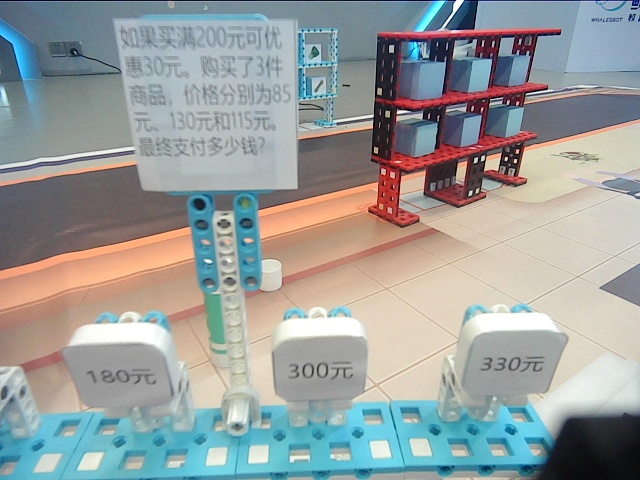 如果买满200元可优
惠30元。购买了3件
商品，价格分别为85
元、130元和115元。
最终支付多少钱?
180元
300元
330元
WHALESBOT